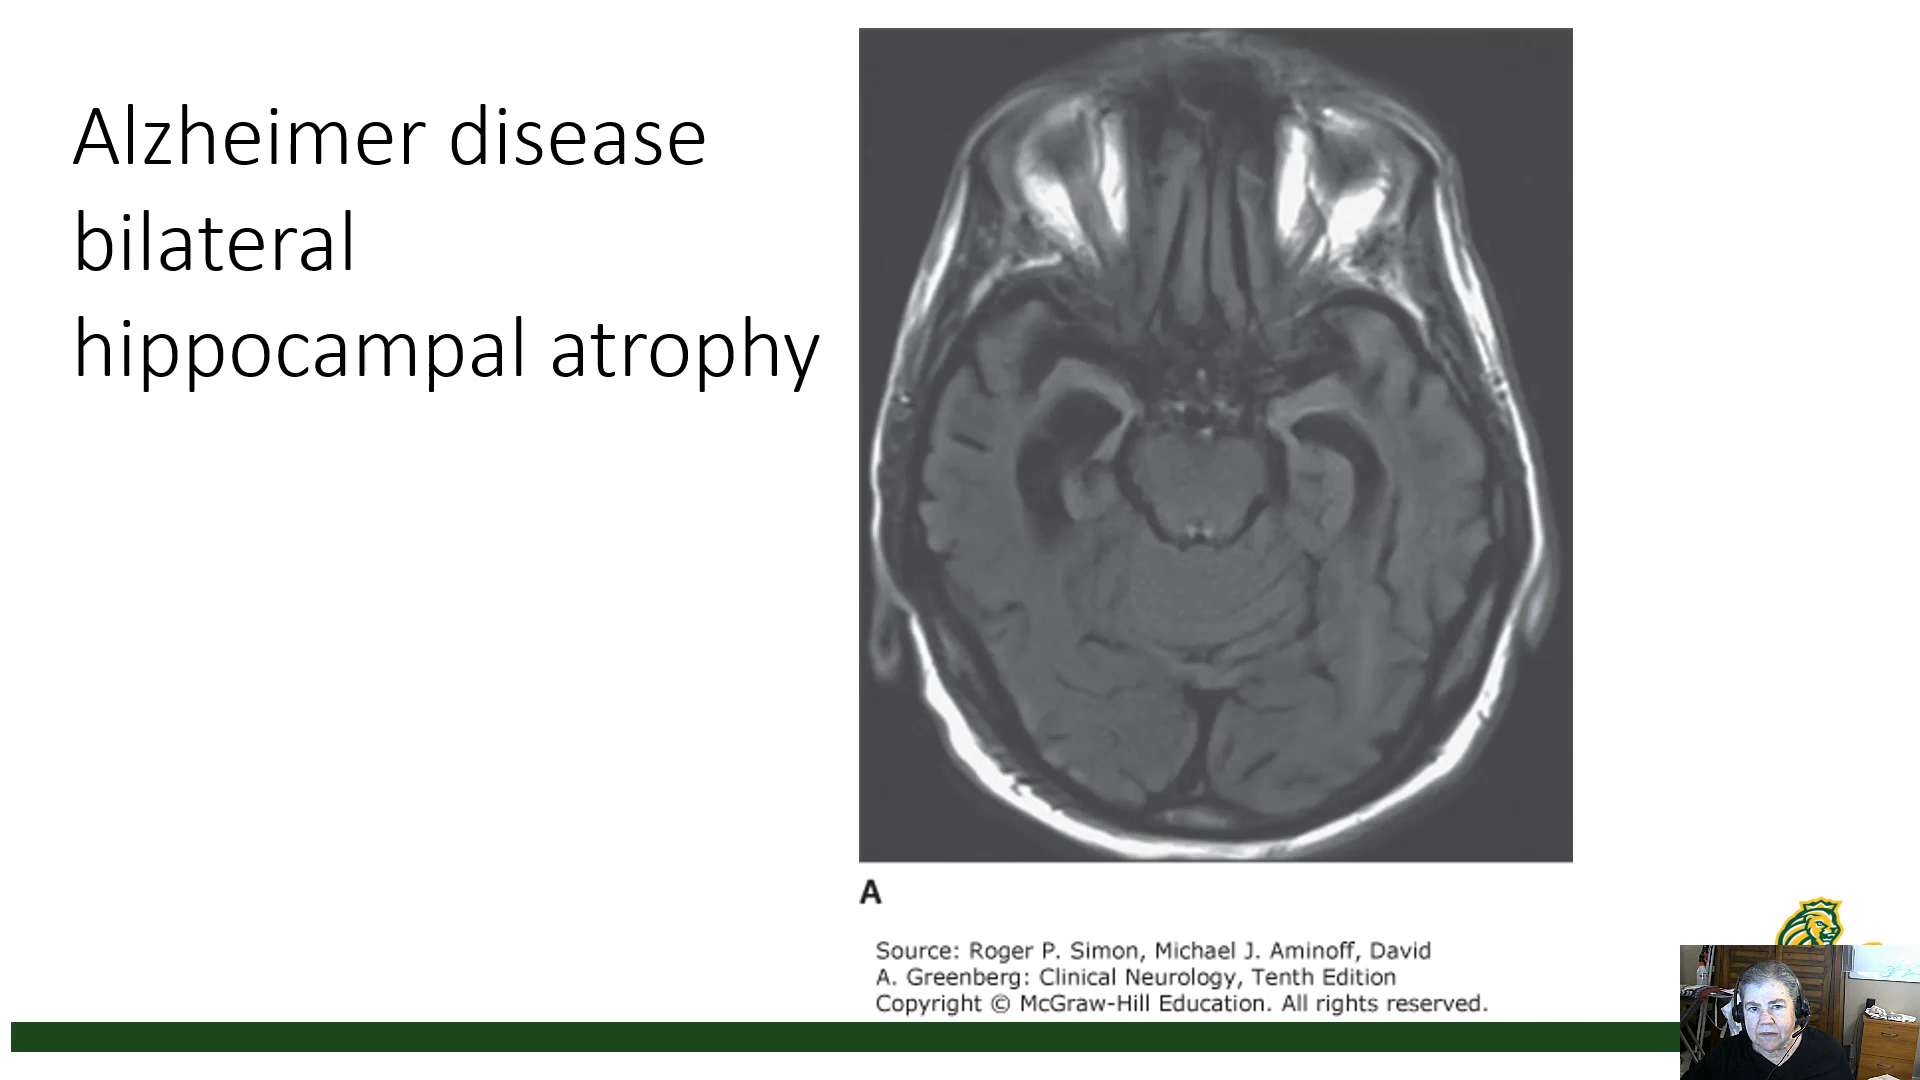 Alzheimer disease
bilateral
hippocampal atrophy
A
Source: Roger P. Simon, Michael J. Aminoff, David
A. Greenberg: Clinical Neurology, Tenth Edition
Copyright © McGraw-Hill Education. All rights reserved.